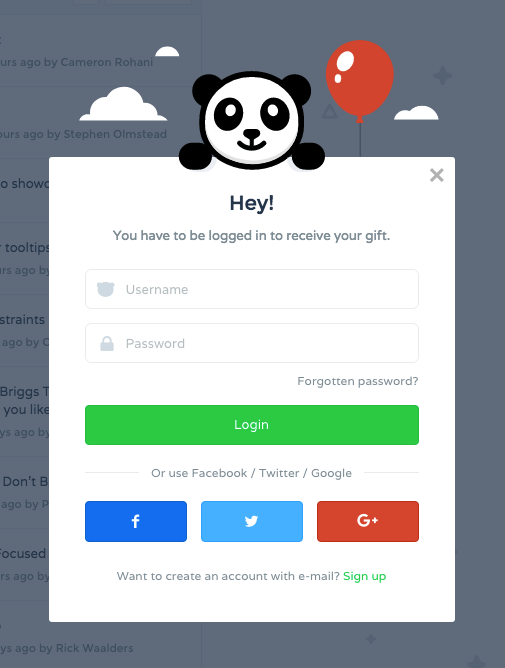 urs ago by Cameron Rohani
ours ago by Stephen Olmstead
Hey!
You have to be logged in to receive your gift.
o showc
r tooltips
urs ago by
Username
straints
ago by C
Password
Forgotten password?
Briggs T
you like
ys ago by
Login
Or use Facebook / Twitter / Google
Don't B
ago by P
f
G+
Focused
rs ago by
Want to create an account with e-mail? Sign up
ays ago by Rick Waalders